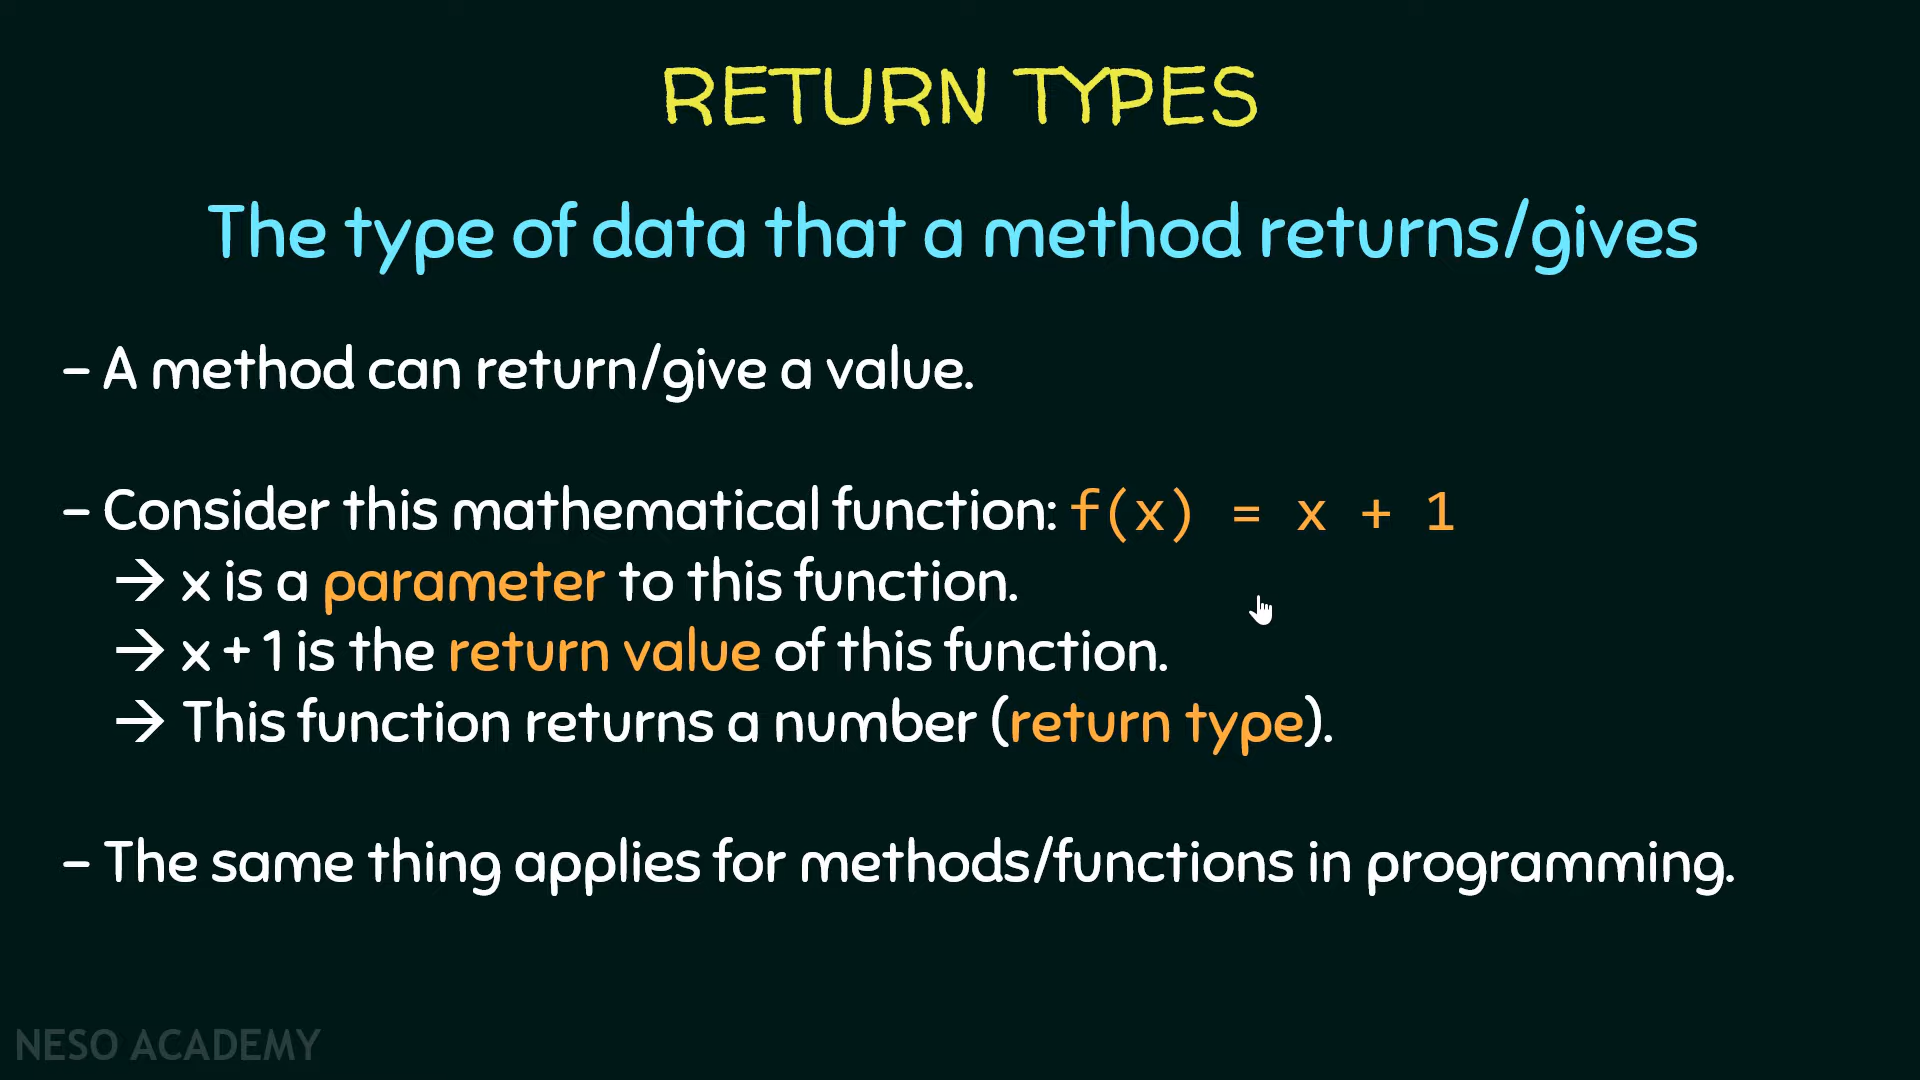 RETURN TYPES
The type of data that a method returns/gives
– A method can return/give a value.
– Consider this mathematical function: f(x) = x + 1
→ x is a parameter to this function.
→ x + 1 is the return value of this function.
→ This function returns a number (return type).
– The same thing applies for methods/functions in programming.
NESO ACADEMY